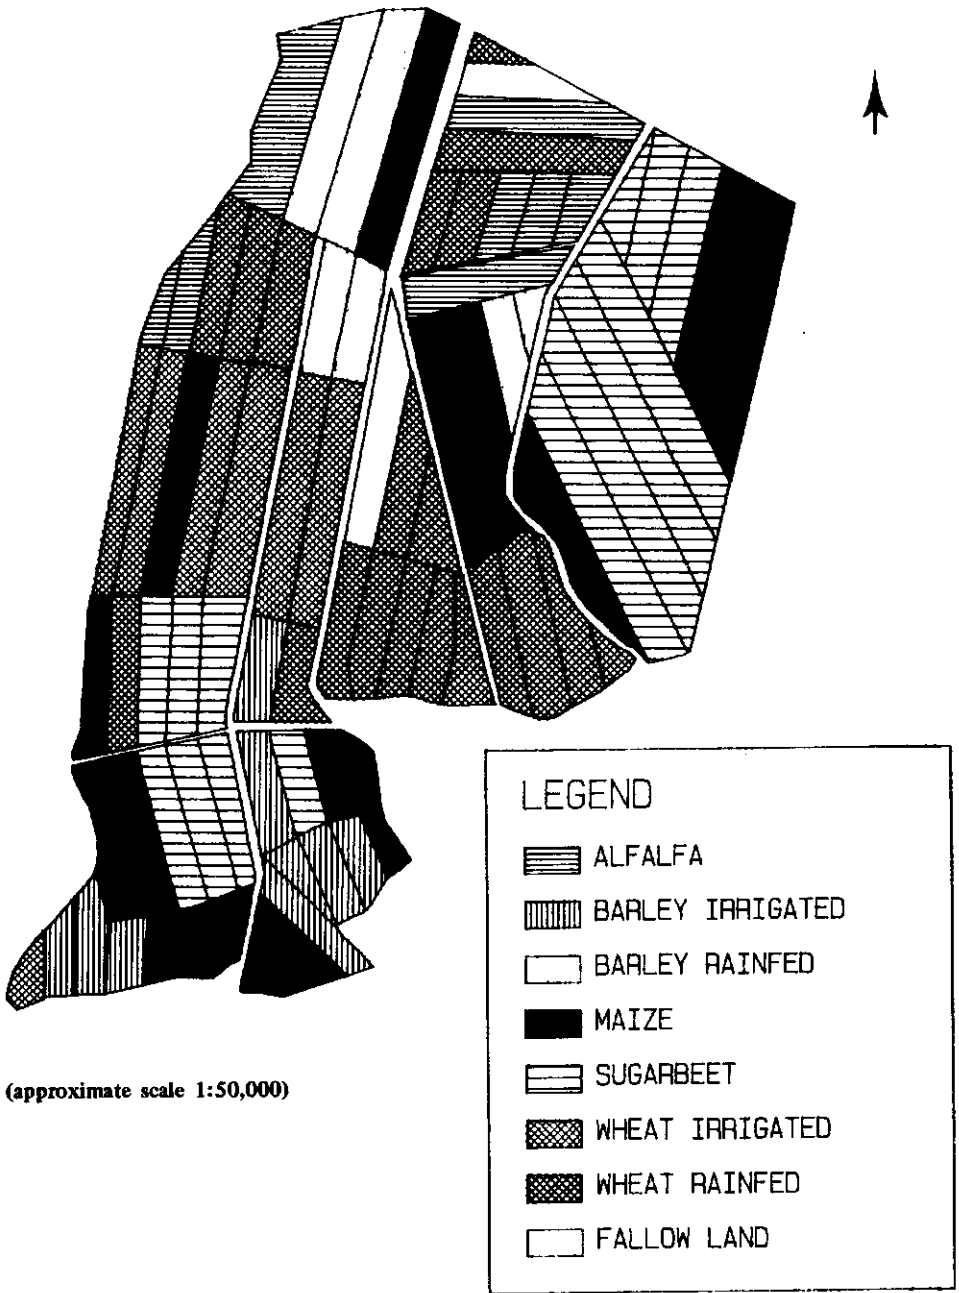 LEGEND
ALFALFA
BARLEY IRRIGATED
BARLEY RAINFED
MAIZE
SUGARBEET
WHEAT IRRIGATED
WHEAT RAINFED
FALLOW LAND
(approximate scale 1:50,000)